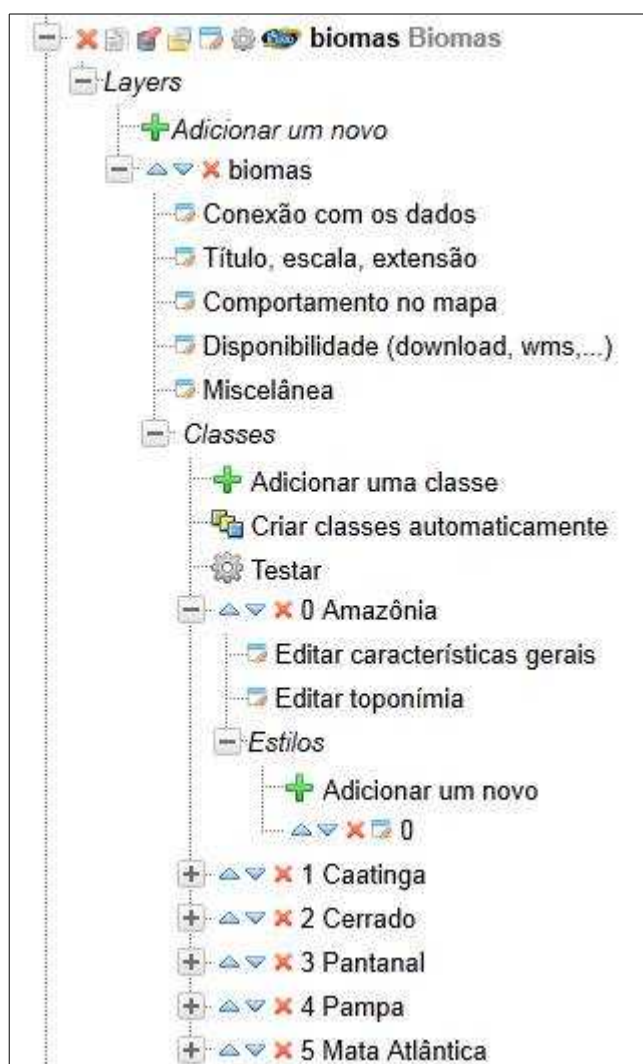 biomas Biomas
Layers
Adicionar um novo
biomas
Conexão com os dados
Título, escala, extensão
Comportamento no mapa
Disponibilidade (download, wms,...)
Miscelânea
Classes
Adicionar uma classe
Criar classes automaticamente
Testar
0 Amazônia
Editar características gerais
Editar toponímia
Estilos
Adicionar um novo
0
1 Caatinga
2 Cerrado
3 Pantanal
4 Pampa
5 Mata Atlântica